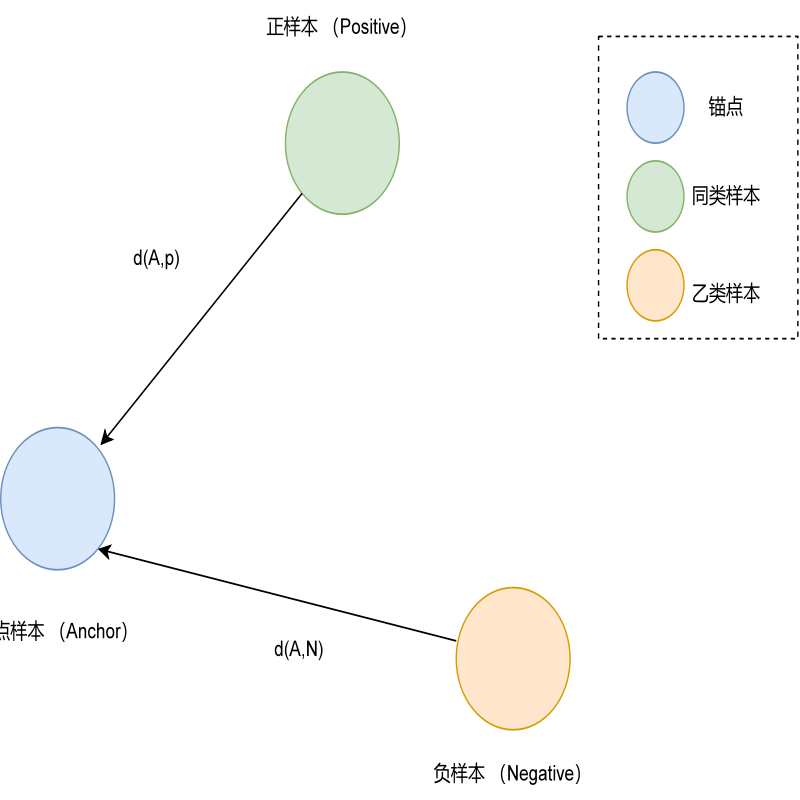 正样本 （Positive）
锚点
同类样本
乙类样本
d(A,p)
点样本 （Anchor）
d(A,N)
负样本 （Negative）